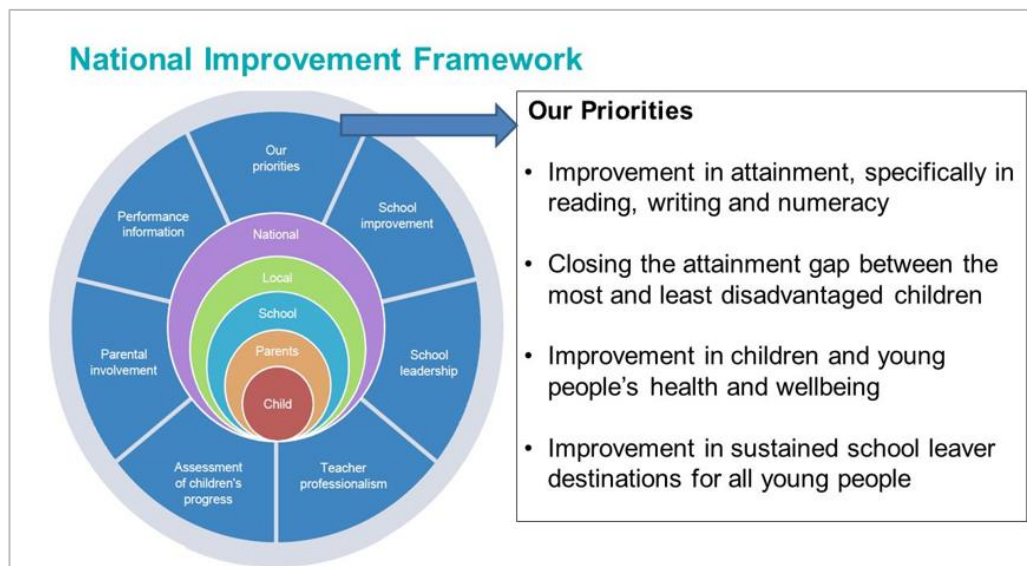 National Improvement Framework
Our
priorities
School
improvement
School
leadership
Teacher
professionalism
Assessment
of children's
progress
Parental
involvement
Performance
information
National
Local
School
Parents
Child
Our Priorities
• Improvement in attainment, specifically in
reading, writing and numeracy
• Closing the attainment gap between the
most and least disadvantaged children
• Improvement in children and young
people’s health and wellbeing
• Improvement in sustained school leaver
destinations for all young people